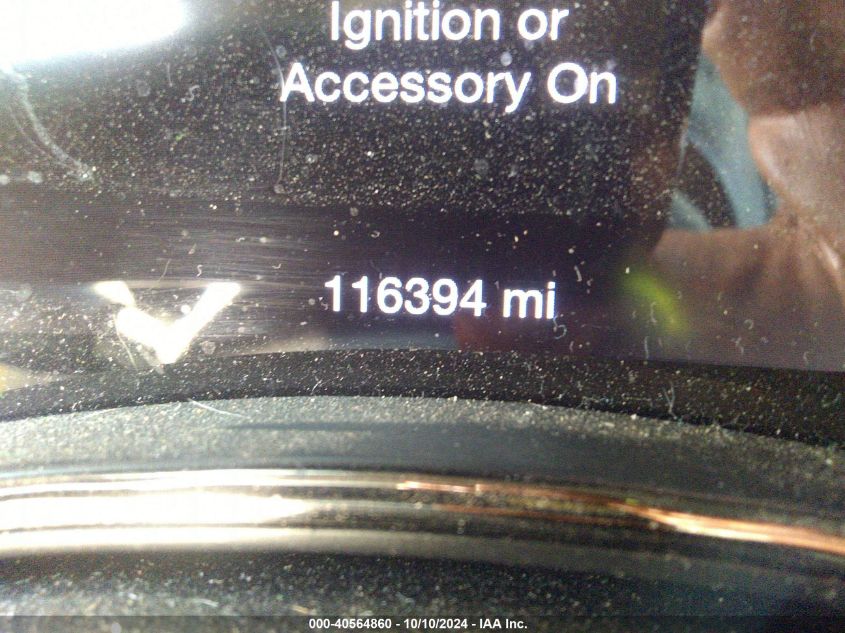 Ignition or
Accessory On
116394 mi
000-40564860 - 10/10/2024 - IAA Inc.